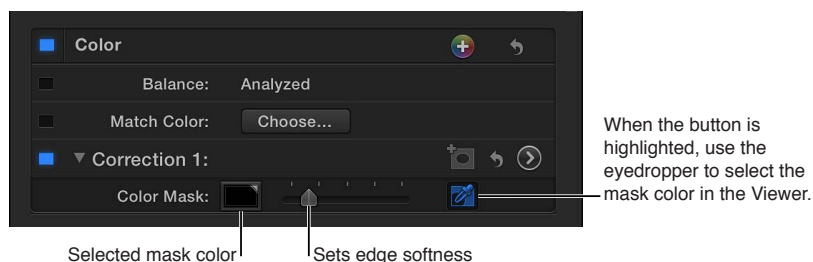 Color
Balance: Analyzed
Match Color: Choose...
Correction 1:
Color Mask:
When the button is
highlighted, use the
eyedropper to select the
mask color in the Viewer.
Selected mask color
Sets edge softness